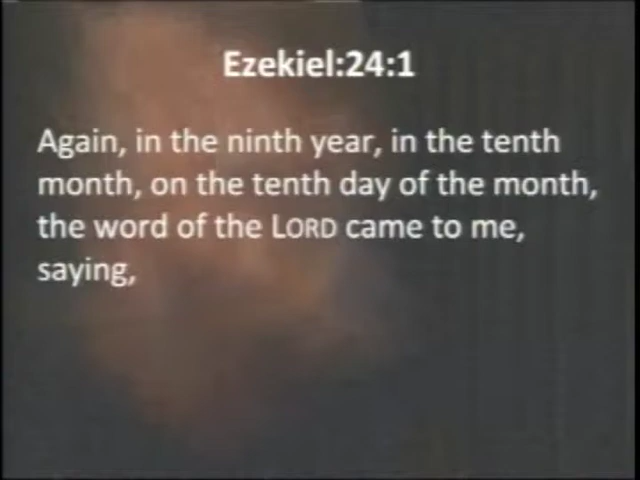 Ezekiel:24:1
Again, in the ninth year, in the tenth
month, on the tenth day of the month,
the word of the LORD came to me,
saying,